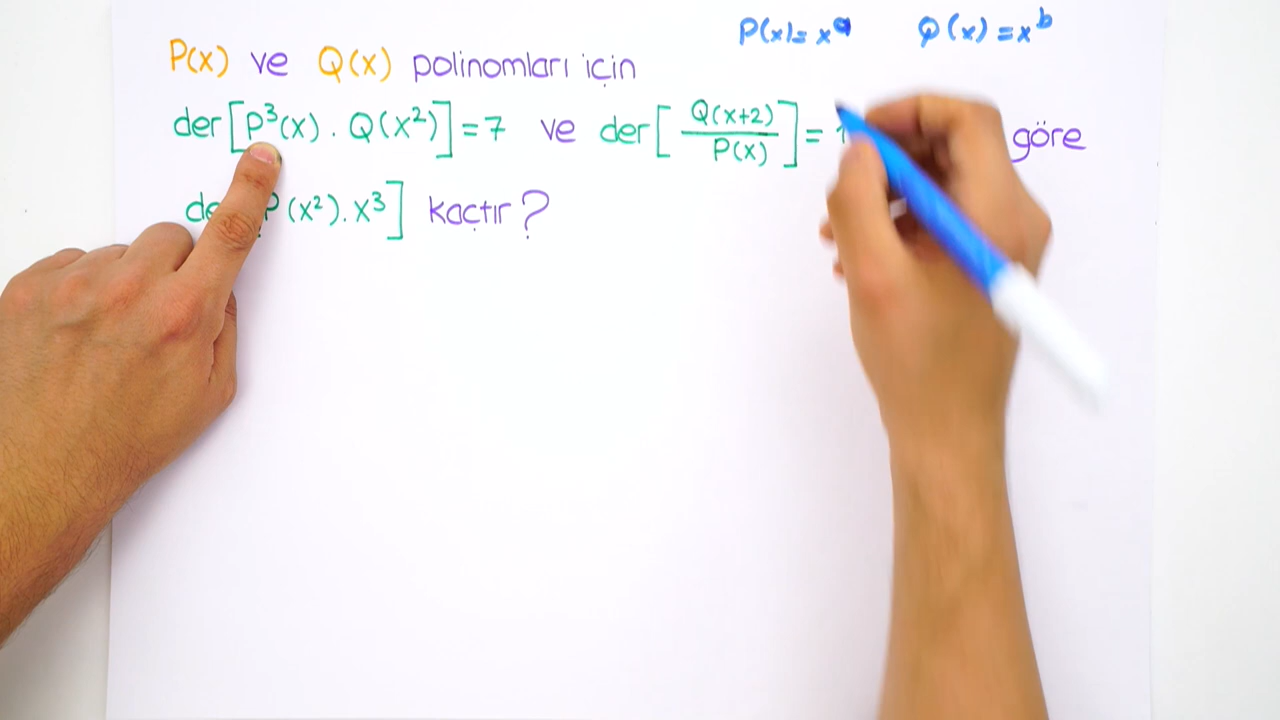 P(x) = x^a Q(x) = x^b
P(x) ve Q(x) polinomları için
der[P³(x) . Q(x²)] = 7 ve der[Q(x+2)/P(x)] = göre
P(x²). x³] kaçtır?